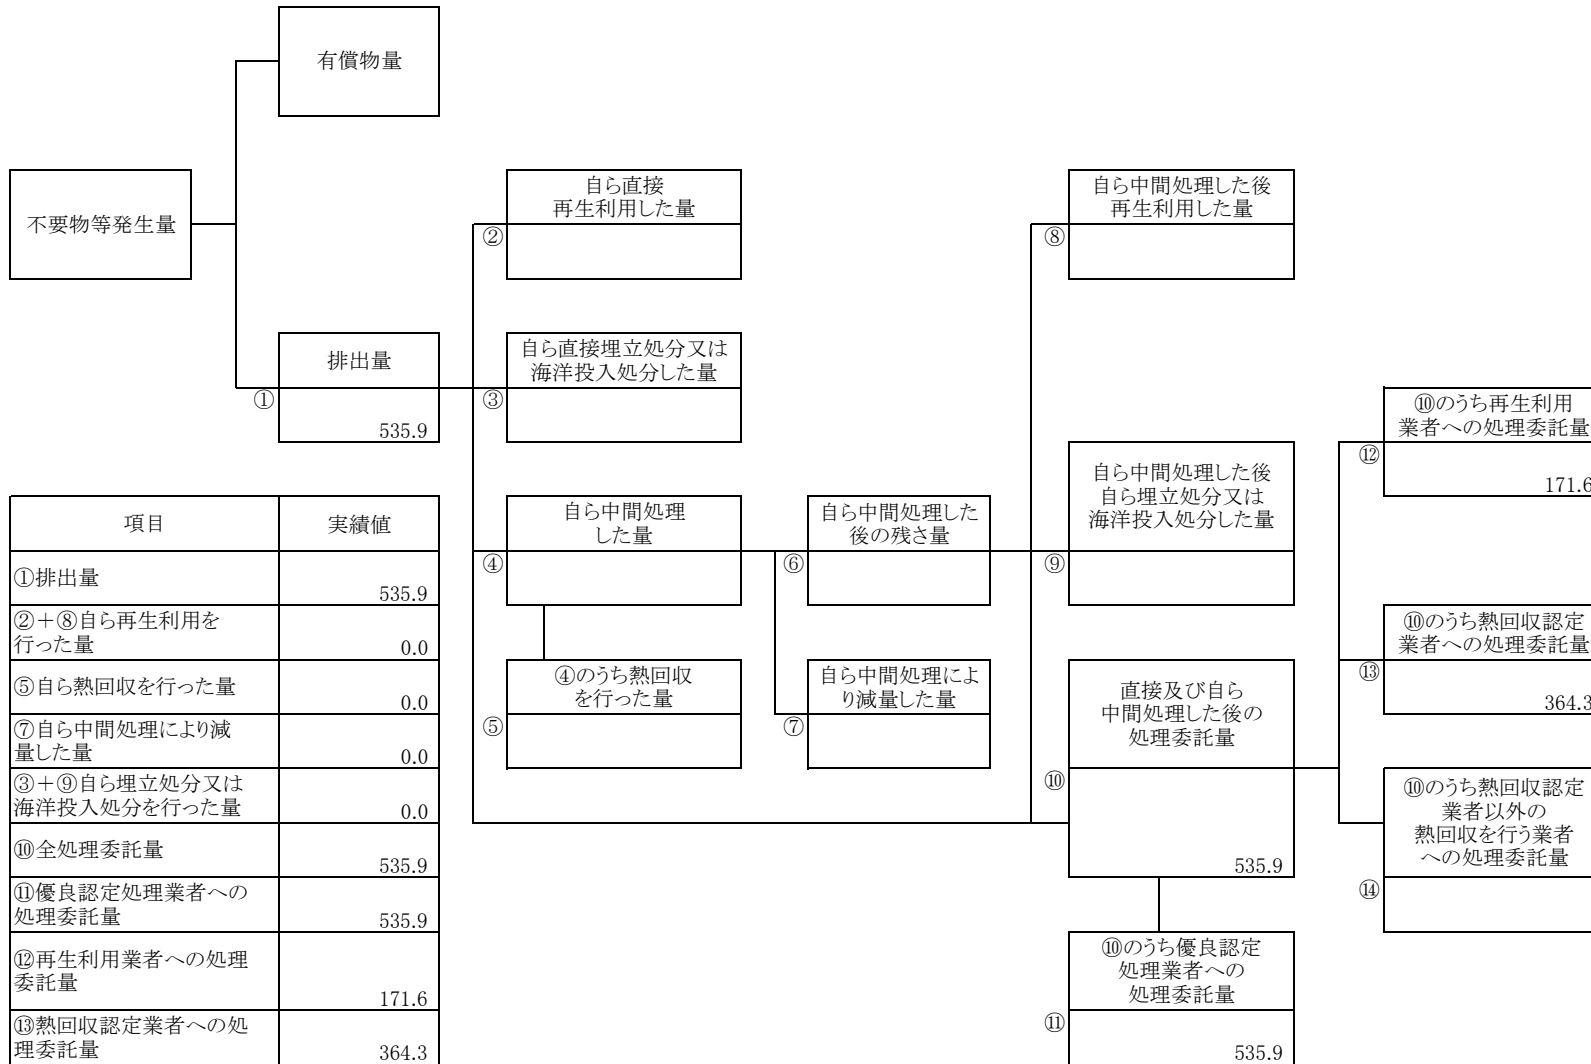 有償物量
不要物等発生量
自ら直接
再生利用した量
②
自ら中間処理した後
再生利用した量
⑧
排出量
①
535.9
自ら直接埋立処分又は
海洋投入処分した量
③
⑩のうち再生利用
業者への処理委託量
⑫
171.6
自ら中間処理
した量
④
自ら中間処理した
後の残さ量
⑥
自ら中間処理した後
自ら埋立処分又は
海洋投入処分した量
⑨
④のうち熱回収
を行った量
⑤
自ら中間処理によ
り減量した量
⑦
直接及び自ら
中間処理した後の
処理委託量
⑩
535.9
⑩のうち熱回収認定
業者への処理委託量
⑬
364.3
⑩のうち熱回収認定
業者以外の
熱回収を行う業者
への処理委託量
⑭
⑩のうち優良認定
処理業者への
処理委託量
⑪
535.9
項目 実績値
①排出量
535.9
②+⑧自ら再生利用を
行った量 0.0
⑤自ら熱回収を行った量
0.0
⑦自ら中間処理により減
量した量 0.0
③+⑨自ら埋立処分又は
海洋投入処分を行った量 0.0
⑩全処理委託量
535.9
⑪優良認定処理業者への
処理委託量 535.9
⑫再生利用業者への処理
委託量
171.6
⑬熱回収認定業者への処
理委託量 364.3